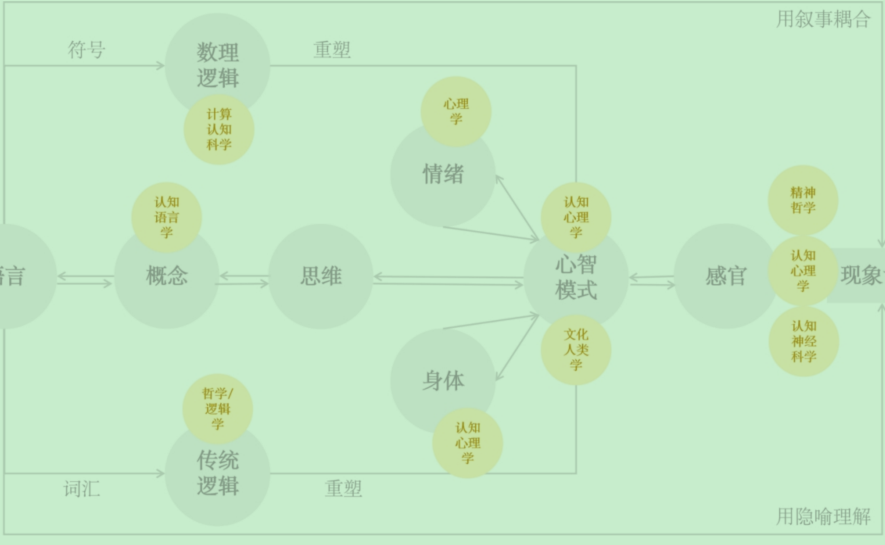 用叙事耦合
符号
数理
逻辑
重塑
计算
认知
科学
心理
学
情绪
认知
语言
学
认知
心理
学
精神
哲学
言
概念
思维
心智
模式
感官
认知
心理
学
现象
文化
人类
学
认知
神经
科学
身体
哲学/
逻辑
学
认知
心理
学
传统
逻辑
词汇
重塑
用隐喻理解